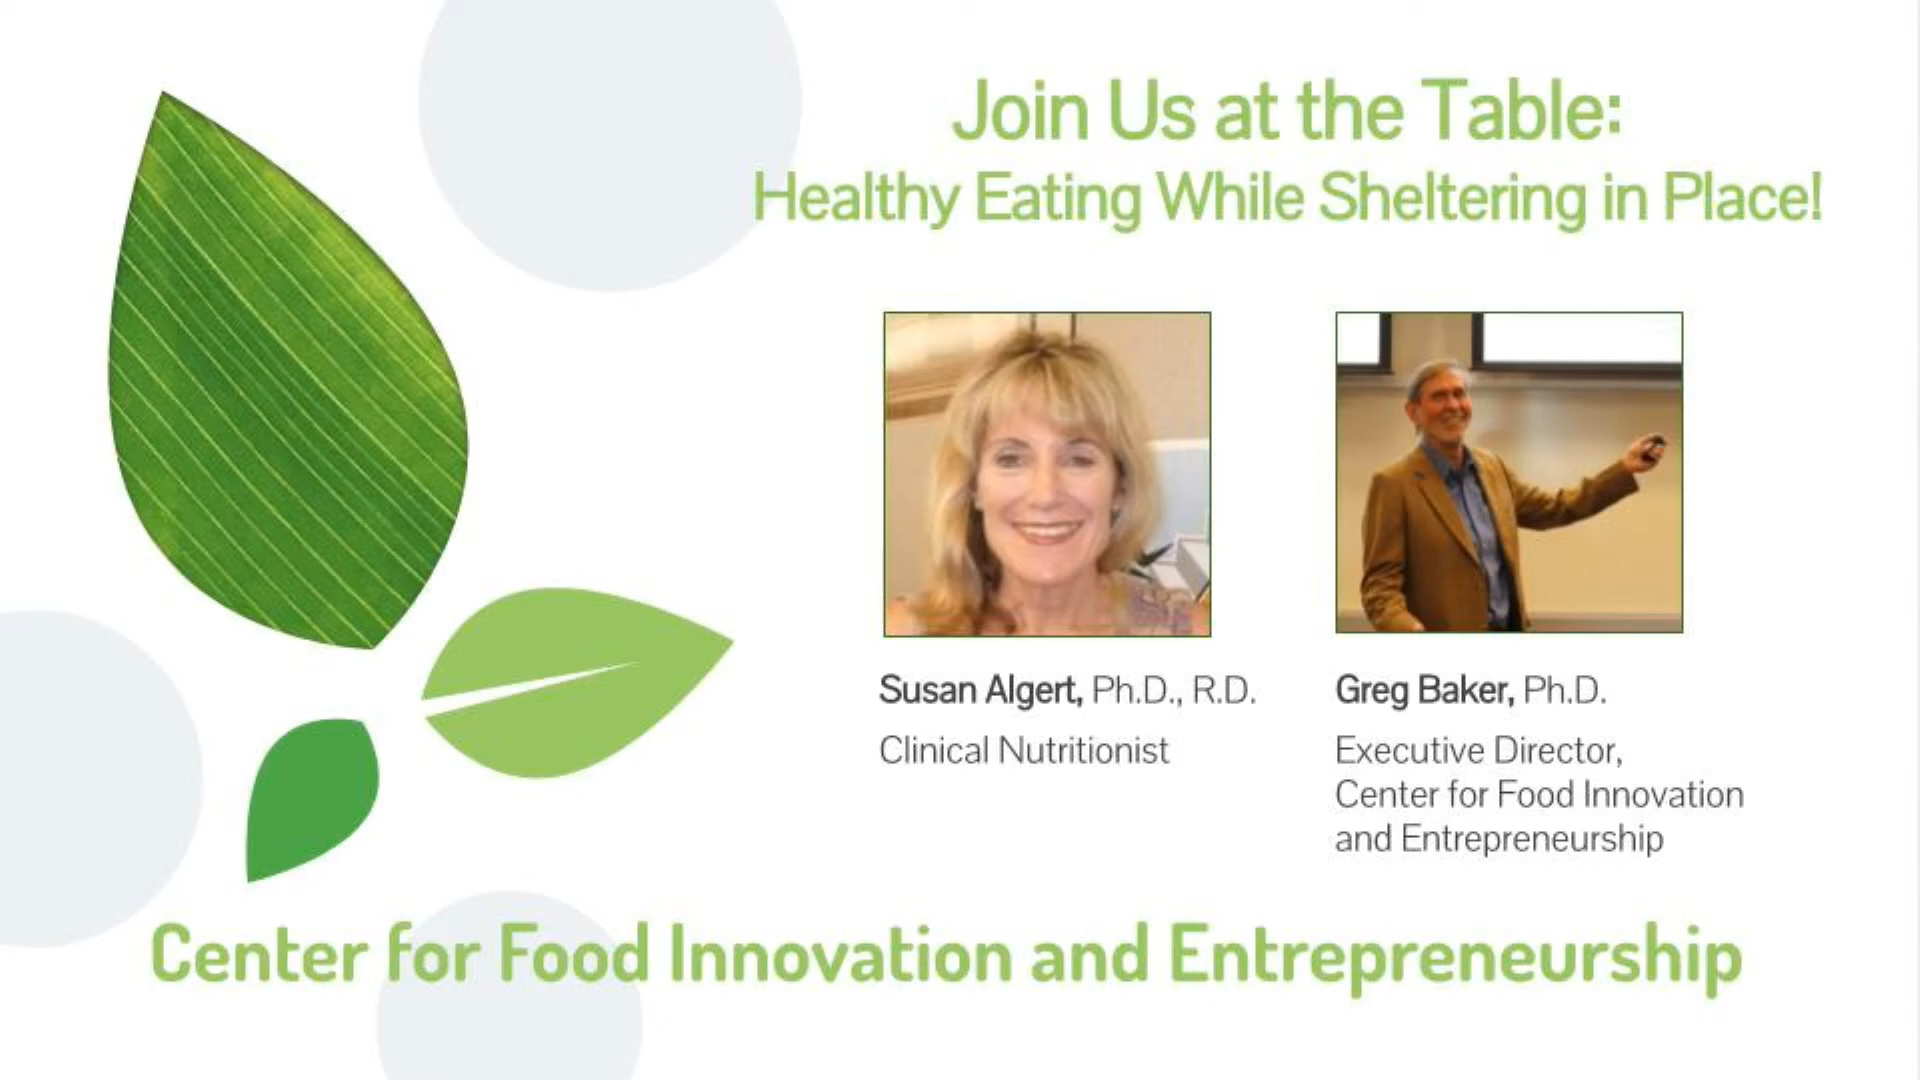 Join Us at the Table:
Healthy Eating While Sheltering in Place!
Susan Algert, Ph.D., R.D.
Clinical Nutritionist
Greg Baker, Ph.D.
Executive Director,
Center for Food Innovation
and Entrepreneurship
Center for Food Innovation and Entrepreneurship